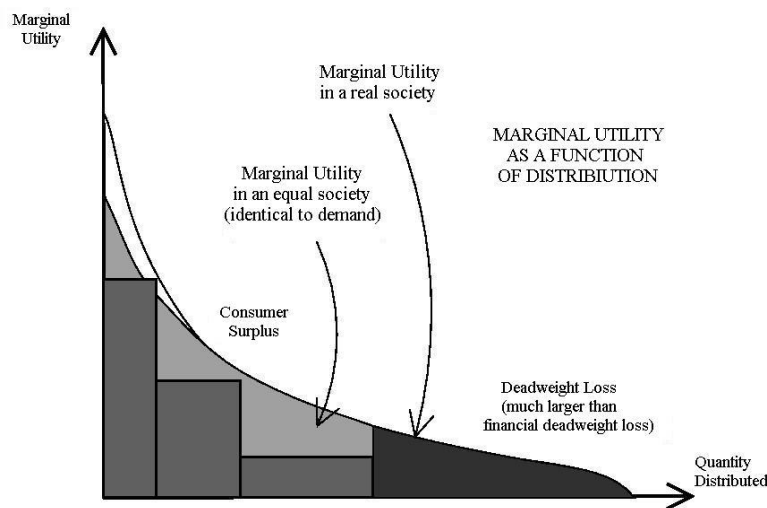 Marginal
Utility
Marginal Utility
in a real society
MARGINAL UTILITY
AS A FUNCTION
OF DISTRIBIUTION
Marginal Utility
in an equal society
(identical to demand)
Consumer
Surplus
Deadweight Loss
(much larger than
financial deadweight loss)
Quantity
Distributed